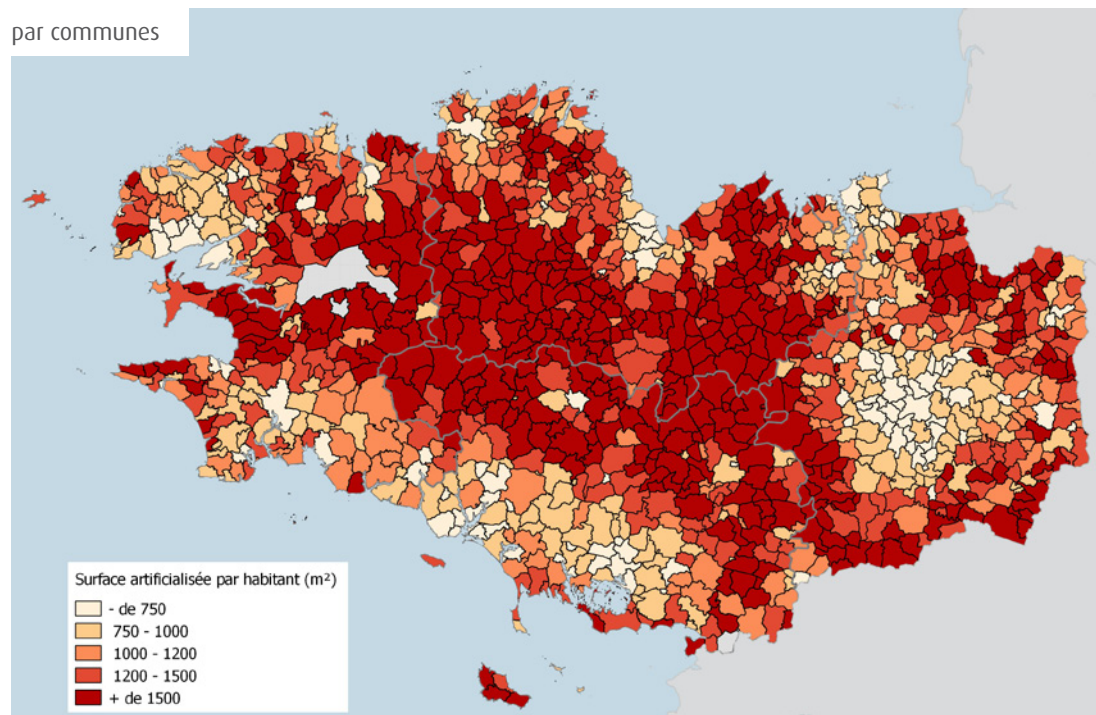 par communes
Surface artificialisée par habitant (m²)
- de 750
750 - 1000
1000 - 1200
1200 - 1500
+ de 1500